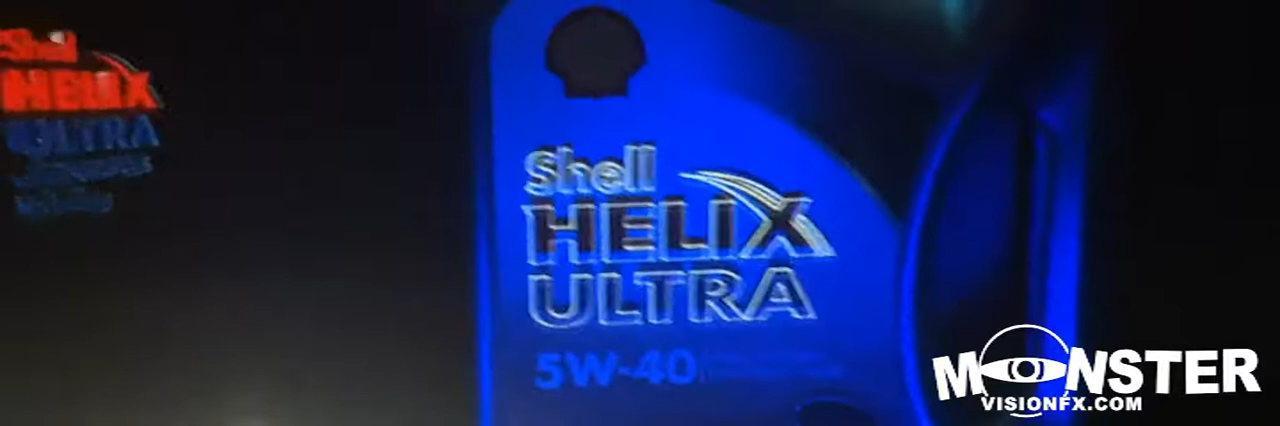 Shell
HELIX
ULTRA
Shell
HELIX
ULTRA
5W-40
MONSTER
VISIONFX.COM